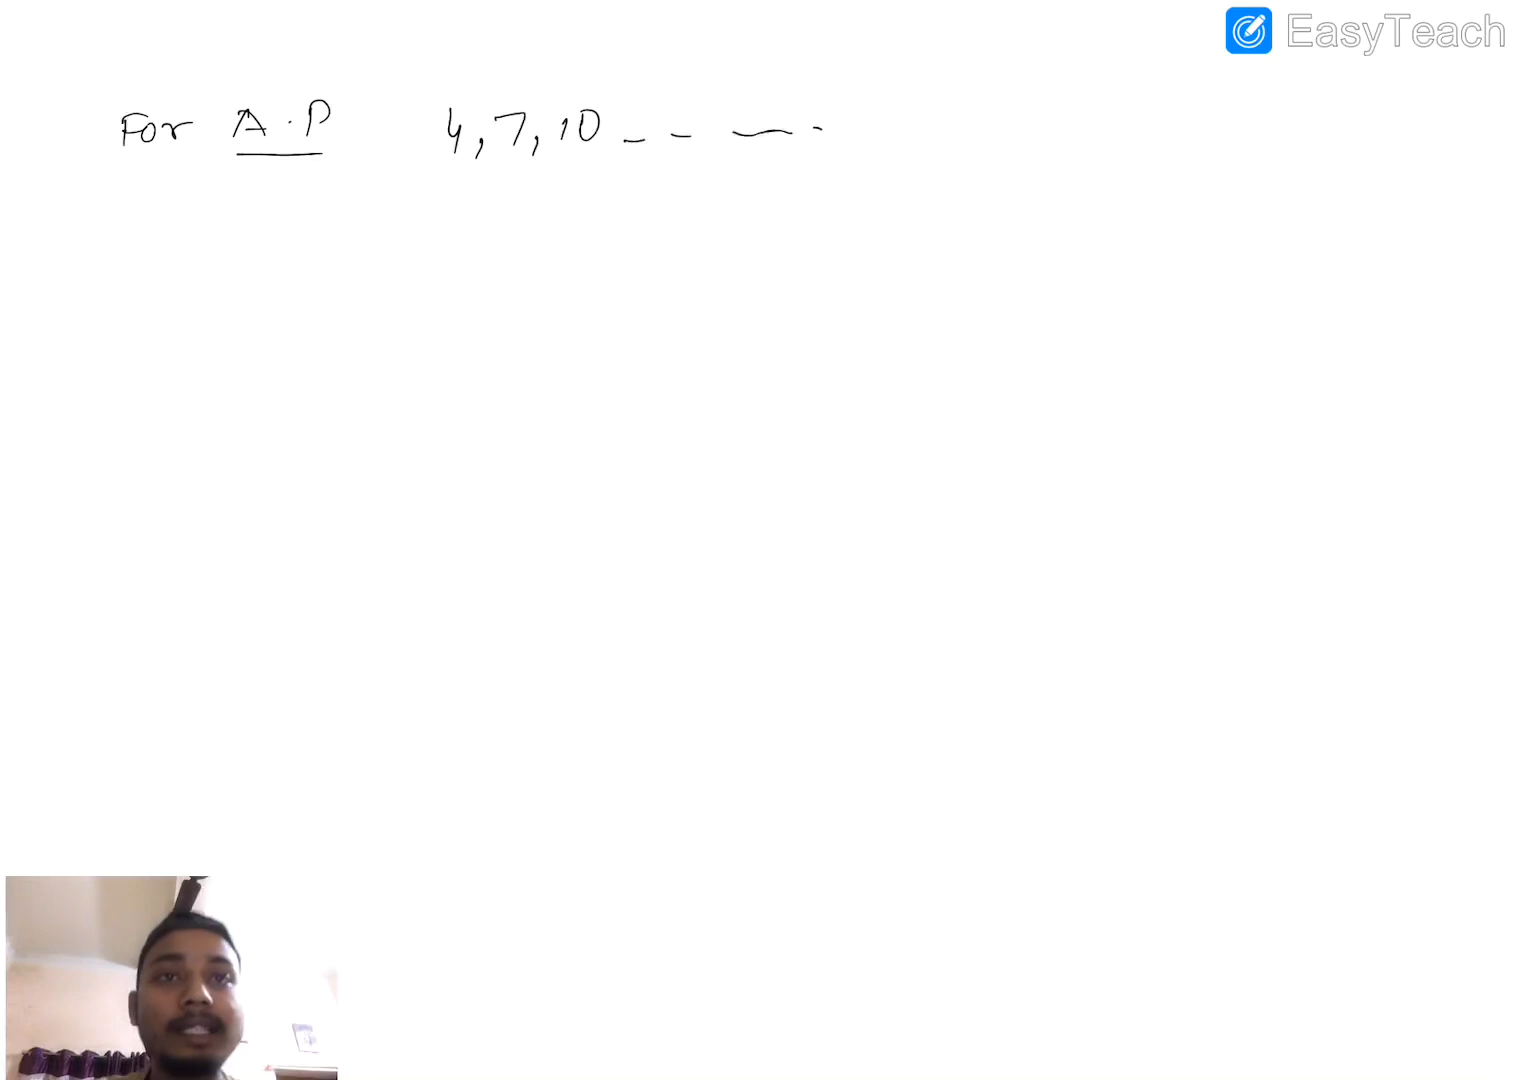 EasyTeach
For A.P 4, 7, 10 _ _ _ .